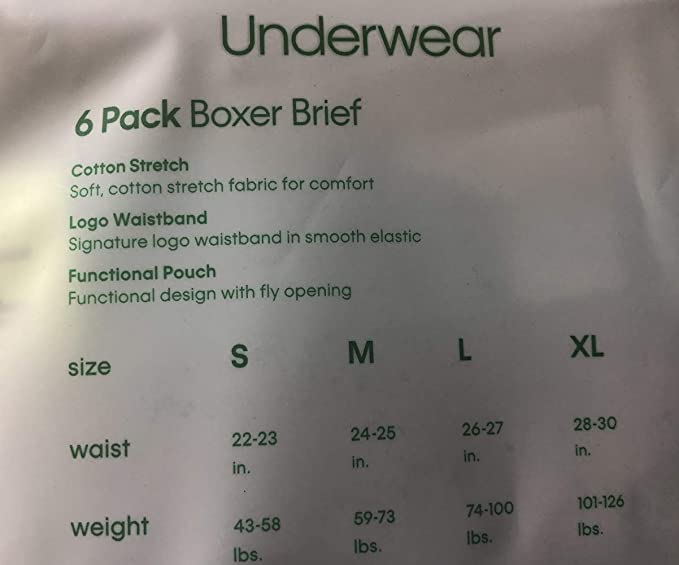 Underwear
6 Pack Boxer Brief
Cotton Stretch
Soft, cotton stretch fabric for comfort
Logo Waistband
Signature logo waistband in smooth elastic
Functional Pouch
Functional design with fly opening
size S M L XL
waist 22-23 in. 24-25 in. 26-27 in. 28-30 in.
weight 43-58 lbs. 59-73 lbs. 74-100 lbs. 101-126 lbs.